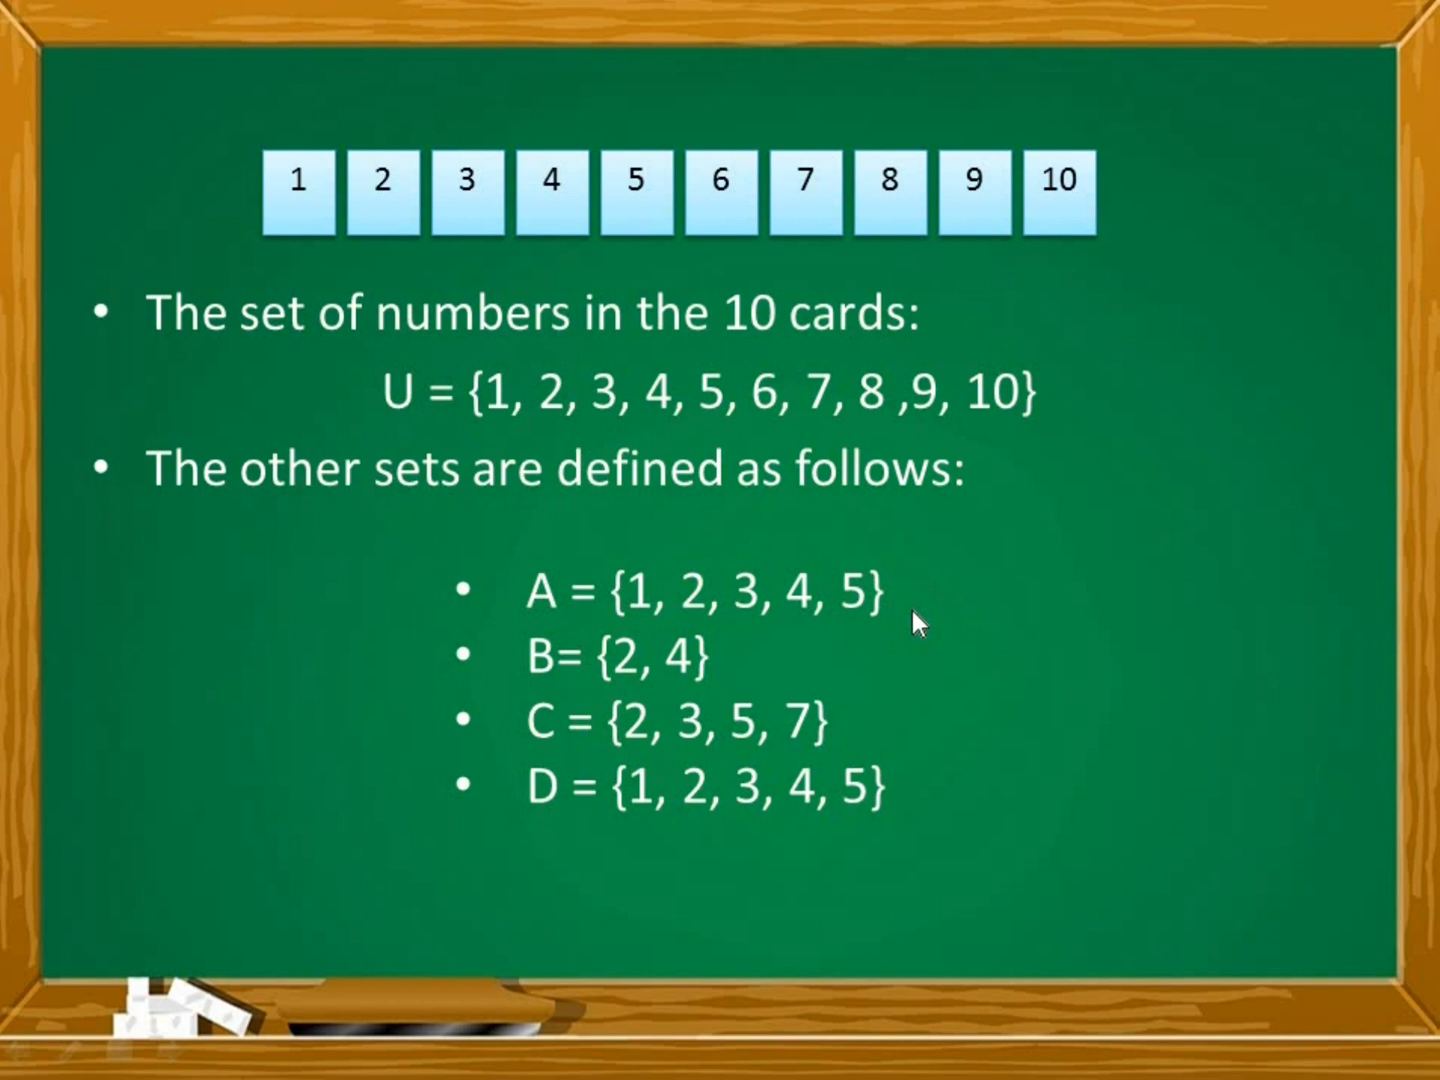 1 2 3 4 5 6 7 8 9 10
• The set of numbers in the 10 cards:
U = {1, 2, 3, 4, 5, 6, 7, 8 ,9, 10}
• The other sets are defined as follows:
• A = {1, 2, 3, 4, 5}
• B= {2, 4}
• C = {2, 3, 5, 7}
• D = {1, 2, 3, 4, 5}